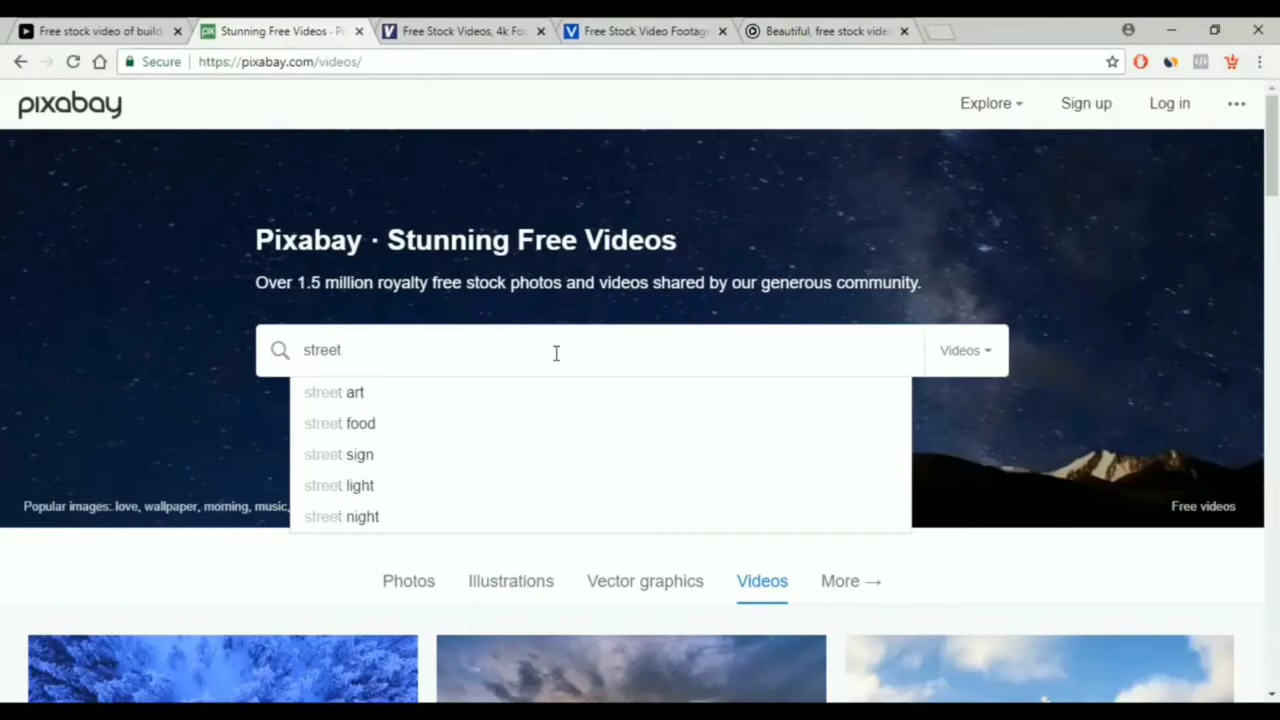 Free stock video of build
Stunning Free Videos - Pi
Free Stock Videos, 4k Fo
Free Stock Video Footag
Beautiful, free stock vide
Secure
https://pixabay.com/videos/
pixabay
Explore
Sign up
Log in
Pixabay · Stunning Free Videos
Over 1.5 million royalty free stock photos and videos shared by our generous community.
street
Videos
street art
street food
street sign
street light
street night
Popular images: love, wallpaper, morning, music,
Free videos
Photos
Illustrations
Vector graphics
Videos
More →